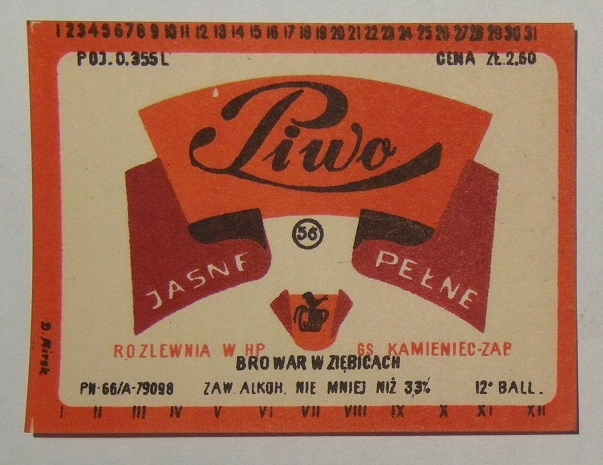 1 2 3 4 5 6 7 8 9 10 11 12 13 14 15 16 17 18 19 20 21 22 23 24 25 26 27 28 29 30 31
POJ. 0,355 L CENA ZŁ. 2,60
Piwo
56
JASNE PEŁNE
ROZLEWNIA W HP GS KAMIENIEC-ZĄB
BROWAR W ZIĘBICACH
PN-66/A-79098 ZAW. ALKOH. NIE MNIEJ NIŻ 3,3% 12° BALL.
I II III IV V VI VII VIII IX X XI XII
D. Mirek